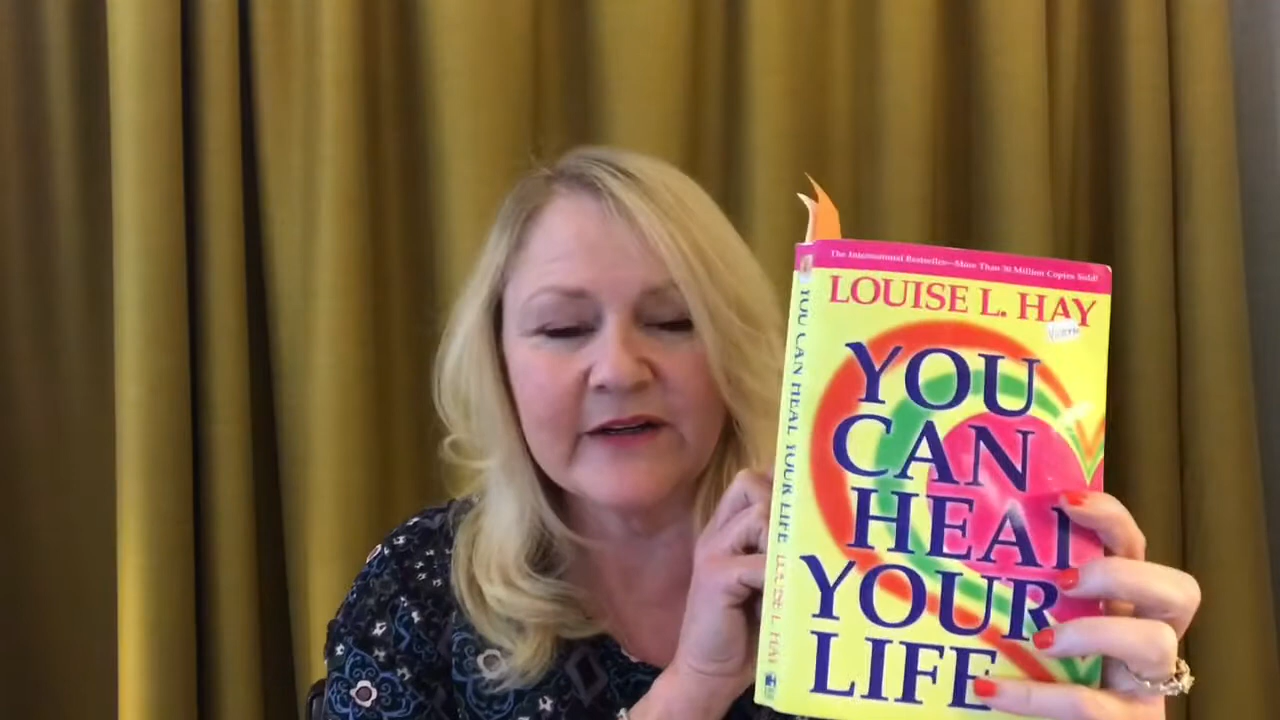 The International Bestseller—More Than 30 Million Copies Sold!
LOUISE L. HAY
YOU
CAN
HEAL
YOUR
LIFE
YOU CAN HEAL YOUR LIFE LOUISE L. HAY